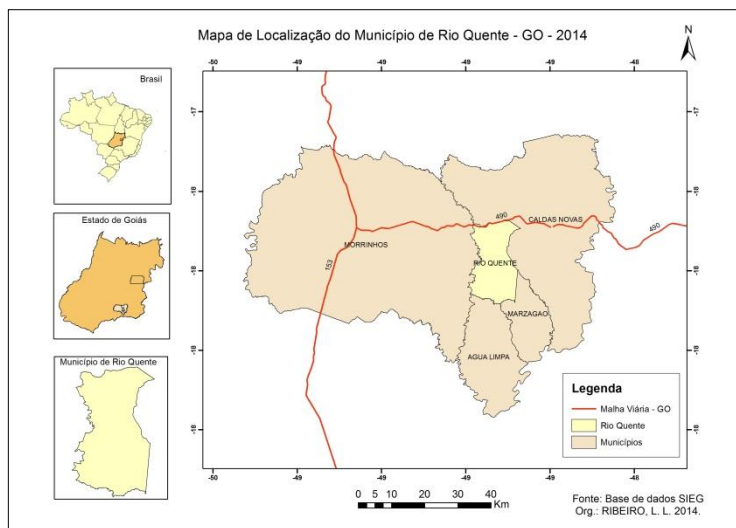 Mapa de Localização do Município de Rio Quente - GO - 2014
N
Brasil
Estado de Goiás
Município de Rio Quente
-50 -49 -49 -49 -49 -48
-17
-18
-18
-18
-18
-17
-18
-18
-18
-18
490
CALDAS NOVAS
490
MORRINHOS
153
RIO QUENTE
MARZAGAO
AGUA LIMPA
Legenda
Malha Viária - GO
Rio Quente
Municípios
-50 -49 -49 -49 -49 -48
0 5 10 20 30 40
Km
Fonte: Base de dados SIEG
Org.: RIBEIRO, L. L. 2014.